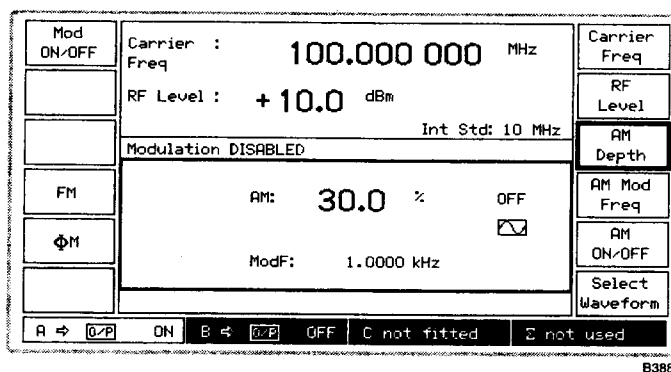 Mod
ON/OFF
FM
ΦM
Carrier :
Freq
100.000 000 MHz
RF Level : +10.0 dBm
Int Std: 10 MHz
Modulation DISABLED
AM: 30.0 % OFF
ModF: 1.0000 kHz
Carrier
Freq
RF
Level
AM
Depth
AM Mod
Freq
AM
ON/OFF
Select
Waveform
A ⇨ O/P ON
B ⇦ O/P OFF
C not fitted
Σ not used